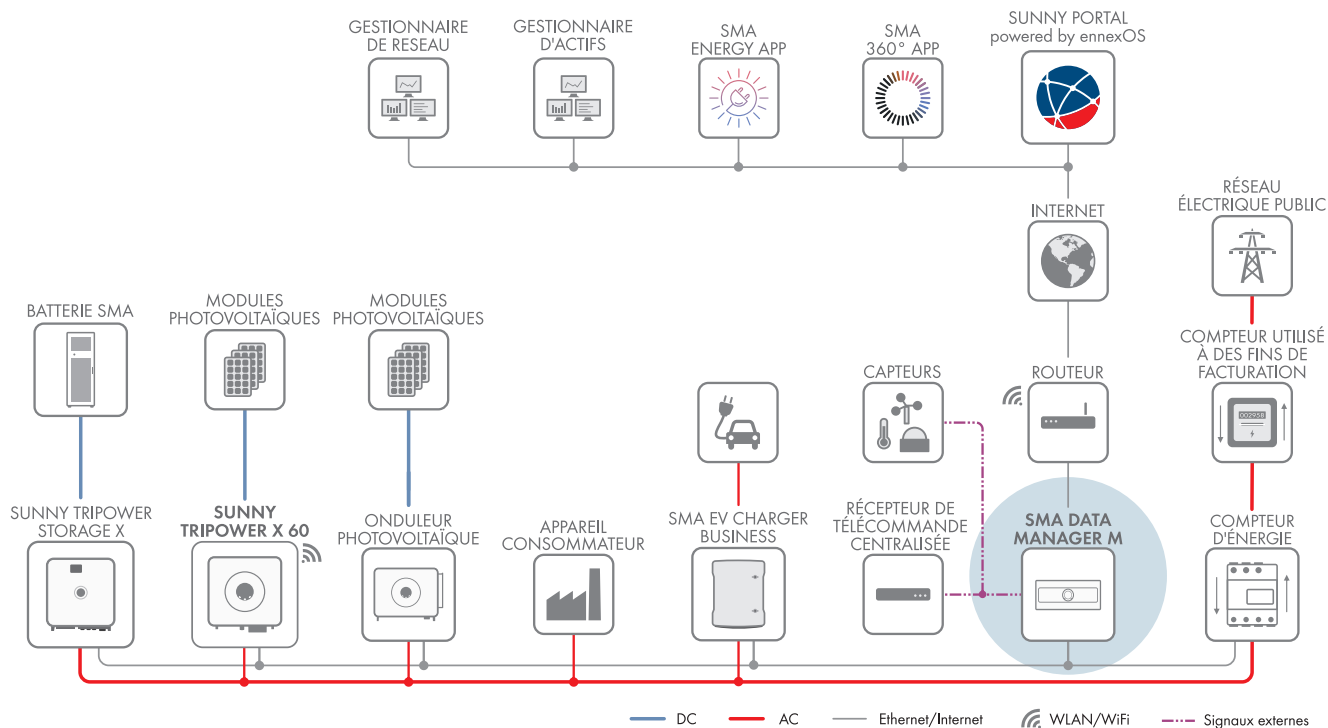 GESTIONNAIRE
DE RESEAU
GESTIONNAIRE
D'ACTIFS
SMA
ENERGY APP
SMA
360° APP
SUNNY PORTAL
powered by ennexOS
INTERNET
RÉSEAU
ÉLECTRIQUE PUBLIC
BATTERIE SMA
MODULES
PHOTOVOLTAÏQUES
MODULES
PHOTOVOLTAÏQUES
CAPTEURS
ROUTEUR
COMPTEUR UTILISÉ
À DES FINS DE
FACTURATION
002958
SUNNY TRIPOWER
STORAGE X
SUNNY
TRIPOWER X 60
ONDULEUR
PHOTOVOLTAÏQUE
APPAREIL
CONSOMMATEUR
SMA EV CHARGER
BUSINESS
RÉCEPTEUR DE
TÉLÉCOMMANDE
CENTRALISÉE
SMA DATA
MANAGER M
COMPTEUR
D'ÉNERGIE
DC
AC
Ethernet/Internet
WLAN/WiFi
Signaux externes